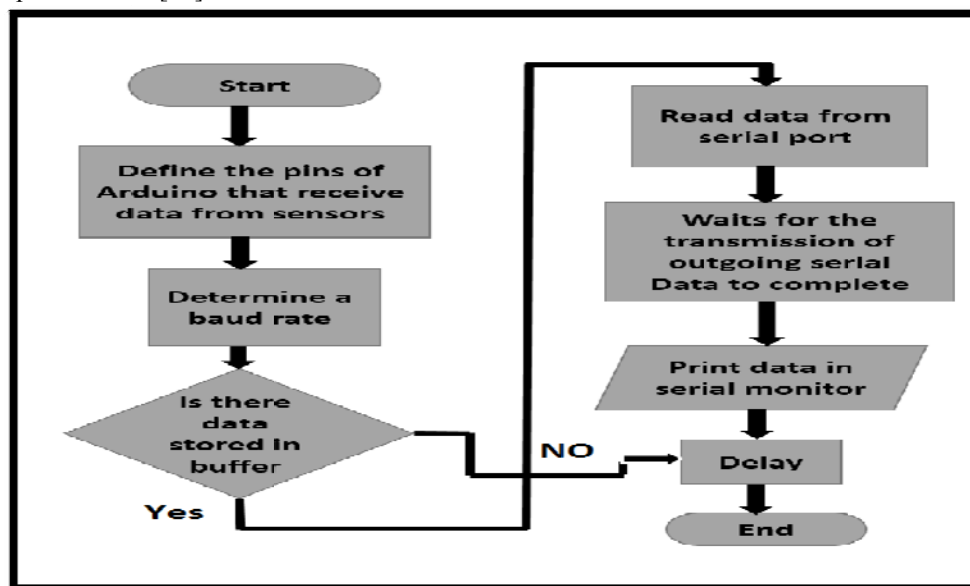 Start
Define the pins of
Arduino that receive
data from sensors
Determine a
baud rate
Is there
data
stored in
buffer
Yes
NO
Read data from
serial port
Waits for the
transmission of
outgoing serial
Data to complete
Print data in
serial monitor
Delay
End